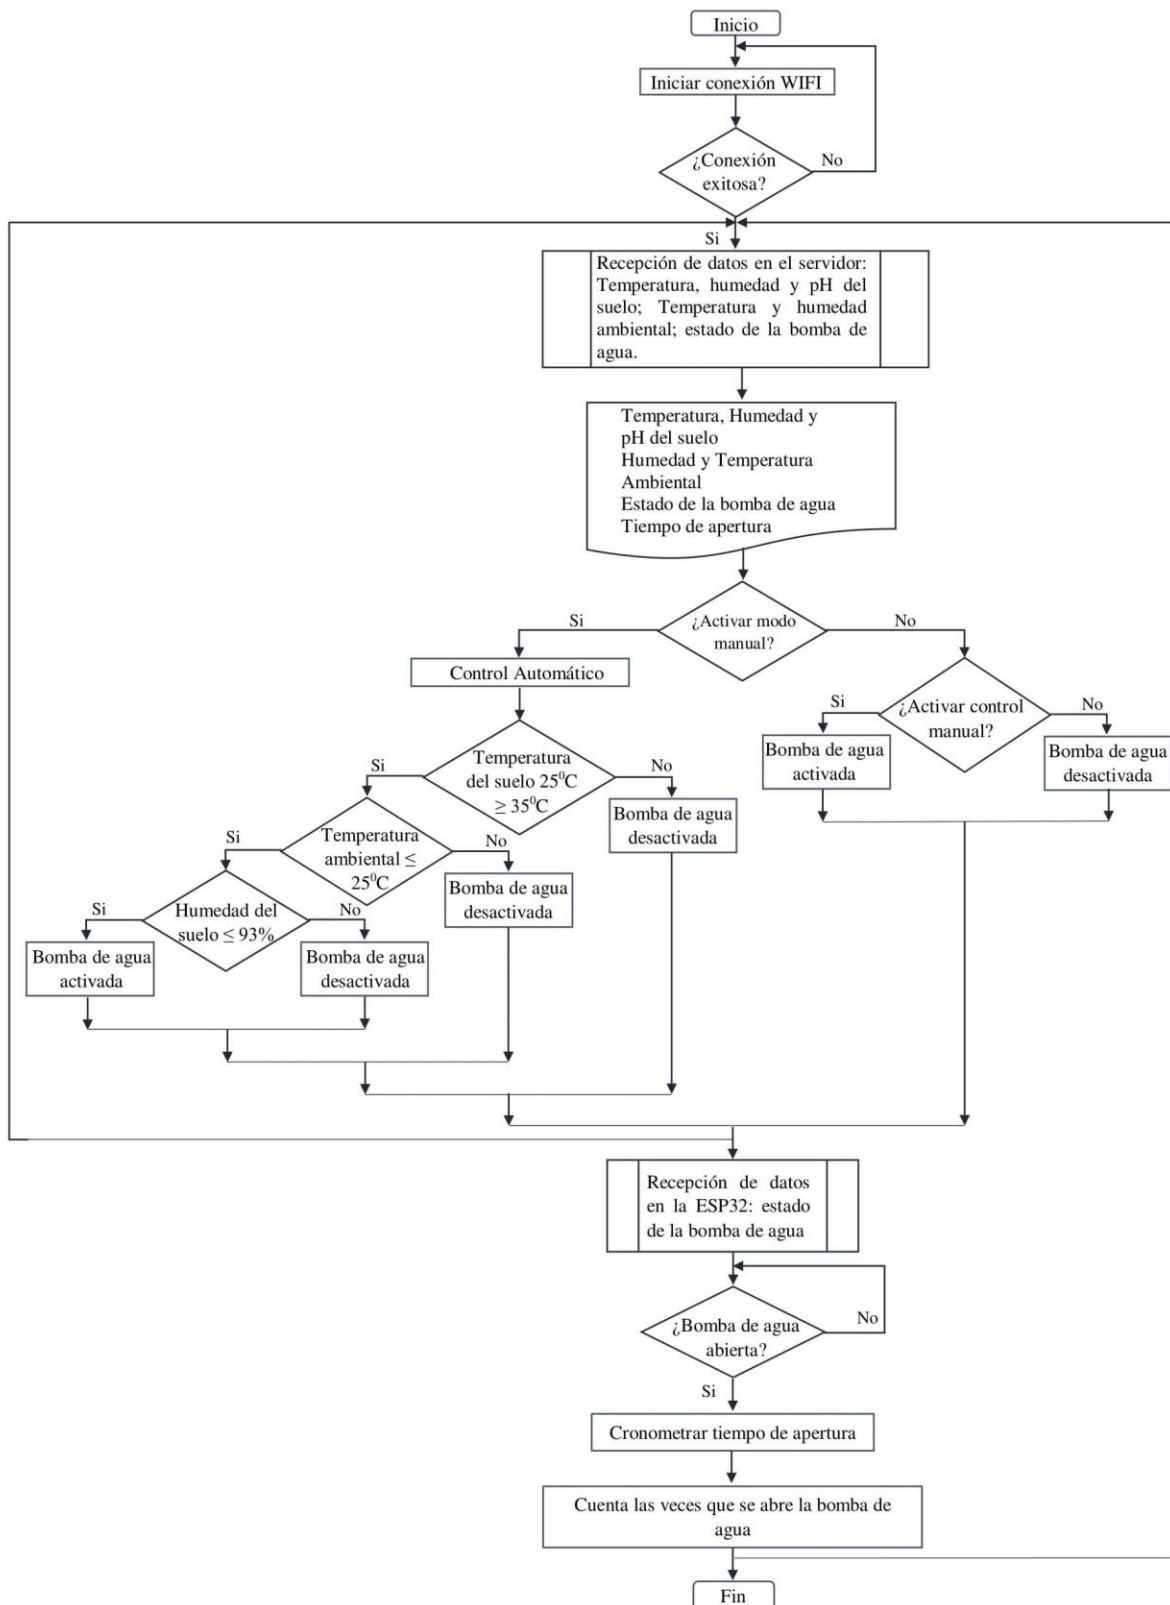 Inicio
Iniciar conexión WIFI
¿Conexión
exitosa?
No
Si
Recepción de datos en el servidor:
Temperatura, humedad y pH del
suelo; Temperatura y humedad
ambiental; estado de la bomba de
agua.
Temperatura, Humedad y
pH del suelo
Humedad y Temperatura
Ambiental
Estado de la bomba de agua
Tiempo de apertura
Si
¿Activar modo
manual?
No
Control Automático
Si
¿Activar control
manual?
No
Bomba de agua
activada
Bomba de agua
desactivada
Si
Temperatura
del suelo 25⁰C
≥ 35⁰C
No
Bomba de agua
desactivada
Si
Temperatura
ambiental ≤
25⁰C
No
Bomba de agua
desactivada
Si
Humedad del
suelo ≤ 93%
No
Bomba de agua
activada
Bomba de agua
desactivada
Recepción de datos
en la ESP32: estado
de la bomba de agua
¿Bomba de agua
abierta?
No
Si
Cronometrar tiempo de apertura
Cuenta las veces que se abre la bomba de
agua
Fin